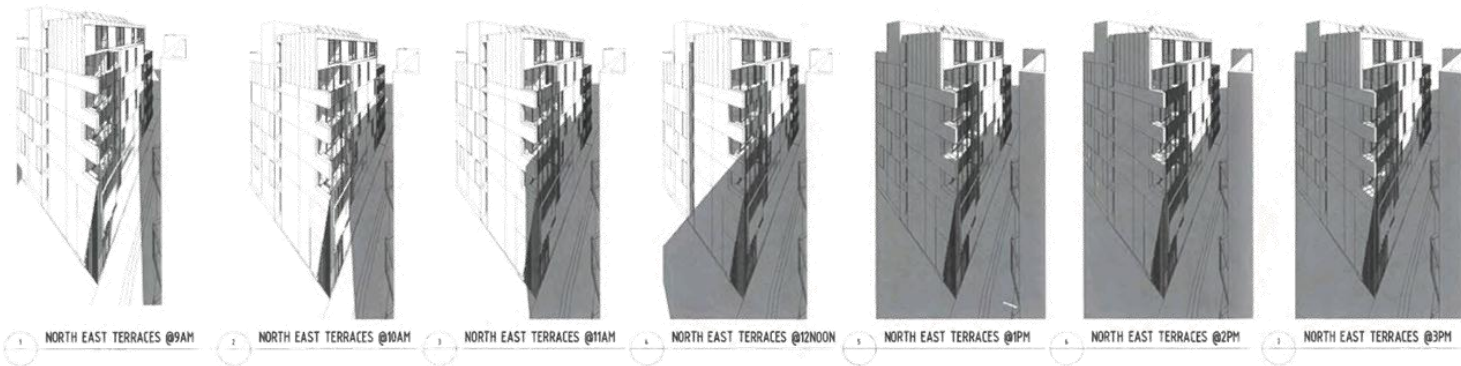 1 NORTH EAST TERRACES @9AM
2 NORTH EAST TERRACES @10AM
3 NORTH EAST TERRACES @11AM
4 NORTH EAST TERRACES @12NOON
5 NORTH EAST TERRACES @1PM
6 NORTH EAST TERRACES @2PM
7 NORTH EAST TERRACES @3PM